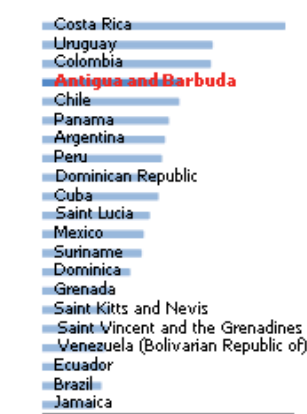 Costa Rica
Uruguay
Colombia
Antigua and Barbuda
Chile
Panama
Argentina
Peru
Dominican Republic
Cuba
Saint Lucia
Mexico
Suriname
Dominica
Grenada
Saint Kitts and Nevis
Saint Vincent and the Grenadines
Venezuela (Bolivarian Republic of)
Ecuador
Brazil
Jamaica